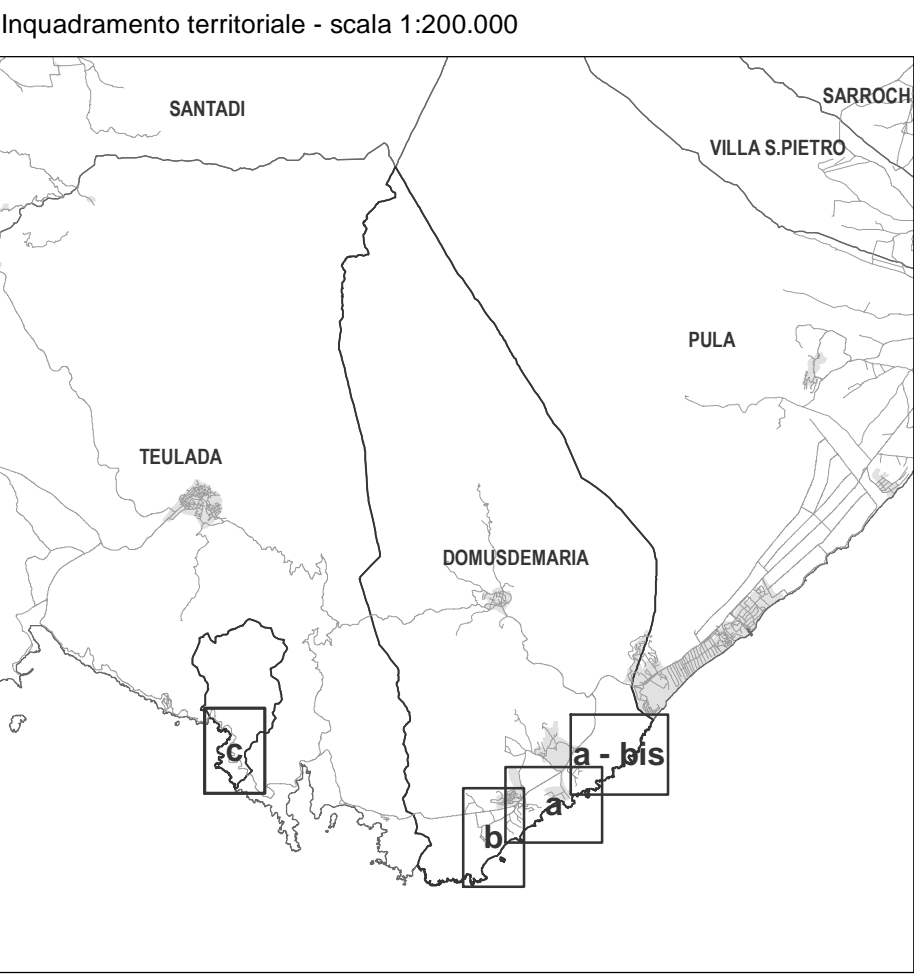 Inquadramento territoriale - scala 1:200.000
SANTADI
SARROCH
VILLA S.PIETRO
PULA
TEULADA
DOMUSDEMARIA
c
a - bis
a
b